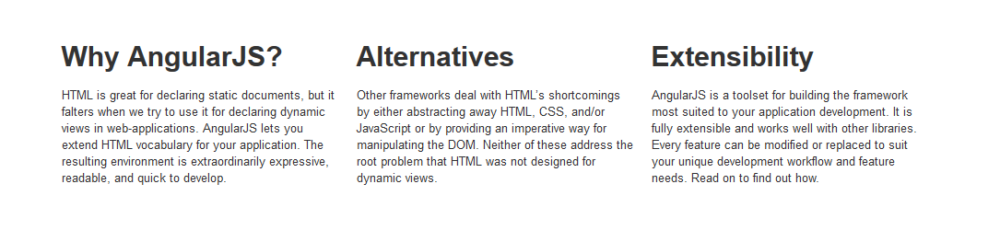 Why AngularJS?
HTML is great for declaring static documents, but it
falters when we try to use it for declaring dynamic
views in web-applications. AngularJS lets you
extend HTML vocabulary for your application. The
resulting environment is extraordinarily expressive,
readable, and quick to develop.
Alternatives
Other frameworks deal with HTML’s shortcomings
by either abstracting away HTML, CSS, and/or
JavaScript or by providing an imperative way for
manipulating the DOM. Neither of these address the
root problem that HTML was not designed for
dynamic views.
Extensibility
AngularJS is a toolset for building the framework
most suited to your application development. It is
fully extensible and works well with other libraries.
Every feature can be modified or replaced to suit
your unique development workflow and feature
needs. Read on to find out how.